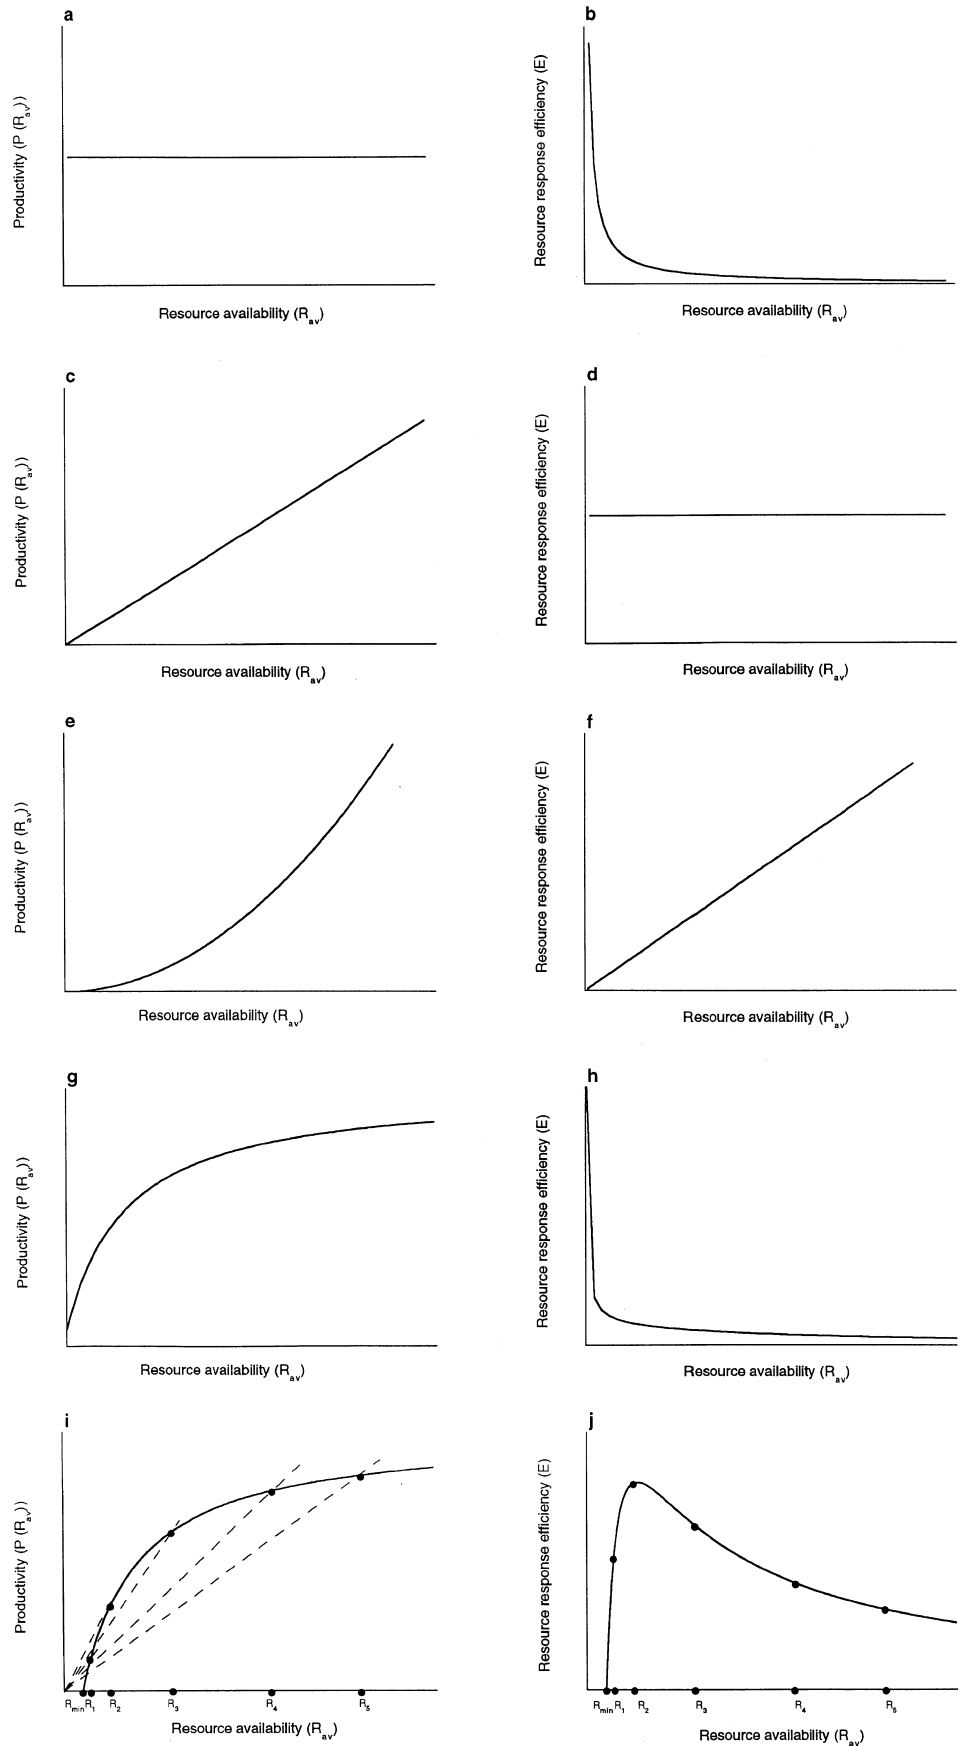 a
Productivity (P (Rav))
Resource availability (Rav)
b
Resource response efficiency (E)
Resource availability (Rav)
c
Productivity (P (Rav))
Resource availability (Rav)
d
Resource response efficiency (E)
Resource availability (Rav)
e
Productivity (P (Rav))
Resource availability (Rav)
f
Resource response efficiency (E)
Resource availability (Rav)
g
Productivity (P (Rav))
Resource availability (Rav)
h
Resource response efficiency (E)
Resource availability (Rav)
i
Productivity (P (Rav))
Rmin R1 R2 R3 R4 R5
Resource availability (Rav)
j
Resource response efficiency (E)
Rmin R1 R2 R3 R4 R5
Resource availability (Rav)